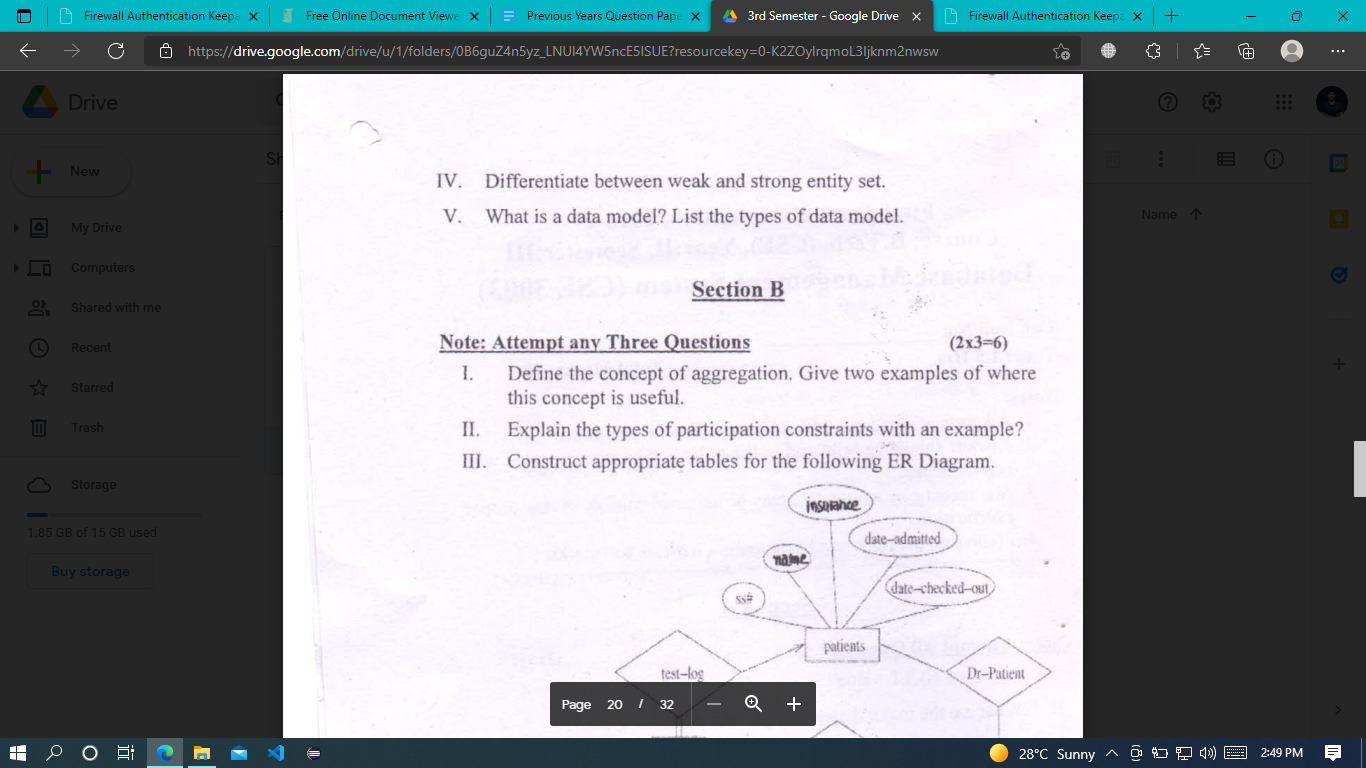 Firewall Authentication Keepa
Free Online Document Viewe
Previous Years Question Pape
3rd Semester - Google Drive
Firewall Authentication Keepa
https://drive.google.com/drive/u/1/folders/0B6guZ4n5yz_LNUl4YW5ncE5lSUE?resourcekey=0-K2ZOylrqmoL3Ijknm2nwsw
Drive
New
My Drive
Computers
Shared with me
Recent
Starred
Trash
Storage
1.85 GB of 15 GB used
Buy storage
Name
IV. Differentiate between weak and strong entity set.
V. What is a data model? List the types of data model.
Section B
Note: Attempt any Three Questions (2x3=6)
I. Define the concept of aggregation. Give two examples of where
this concept is useful.
II. Explain the types of participation constraints with an example?
III. Construct appropriate tables for the following ER Diagram.
insurance
date-admitted
name
date-checked-out
ss#
patients
test-log
Dr-Patient
Page 20 / 32
28°C Sunny
2:49 PM